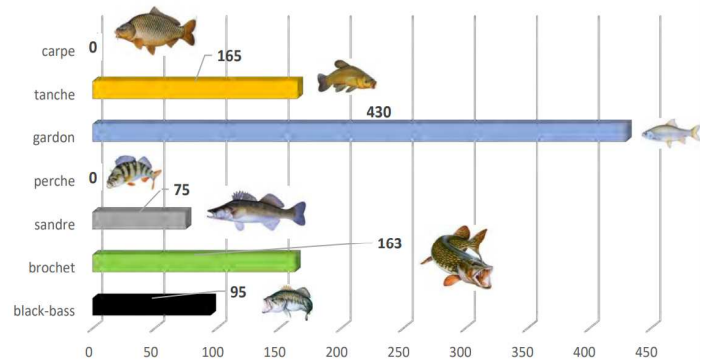 carpe 0
165
tanche
430
gardon
perche 0
75
sandre
163
brochet
95
black-bass
0 50 100 150 200 250 300 350 400 450